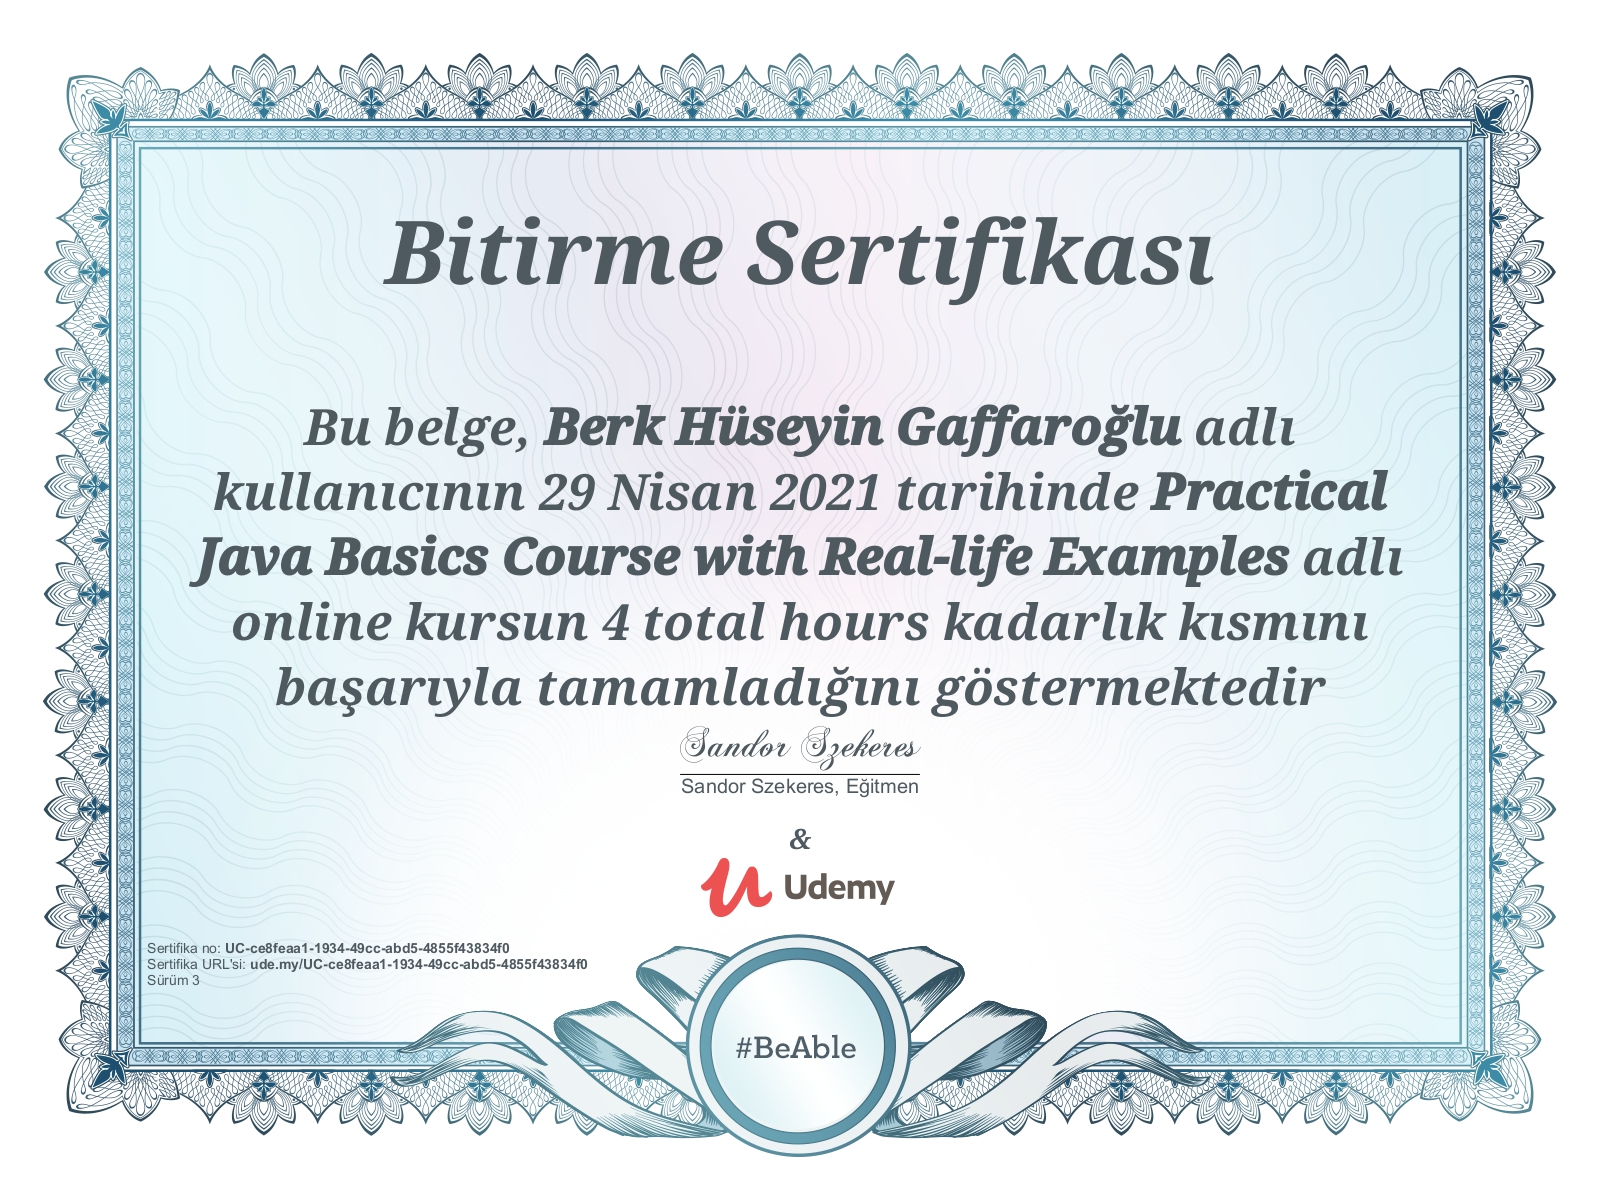 Bitirme Sertifikası
Bu belge, Berk Hüseyin Gaffaroğlu adlı
kullanıcının 29 Nisan 2021 tarihinde Practical
Java Basics Course with Real-life Examples adlı
online kursun 4 total hours kadarlık kısmını
başarıyla tamamladığını göstermektedir
Sandor Szekeres
Sandor Szekeres, Eğitmen
&
Udemy
Sertifika no: UC-ce8feaa1-1934-49cc-abd5-4855f43834f0
Sertifika URL'si: ude.my/UC-ce8feaa1-1934-49cc-abd5-4855f43834f0
Sürüm 3
#BeAble